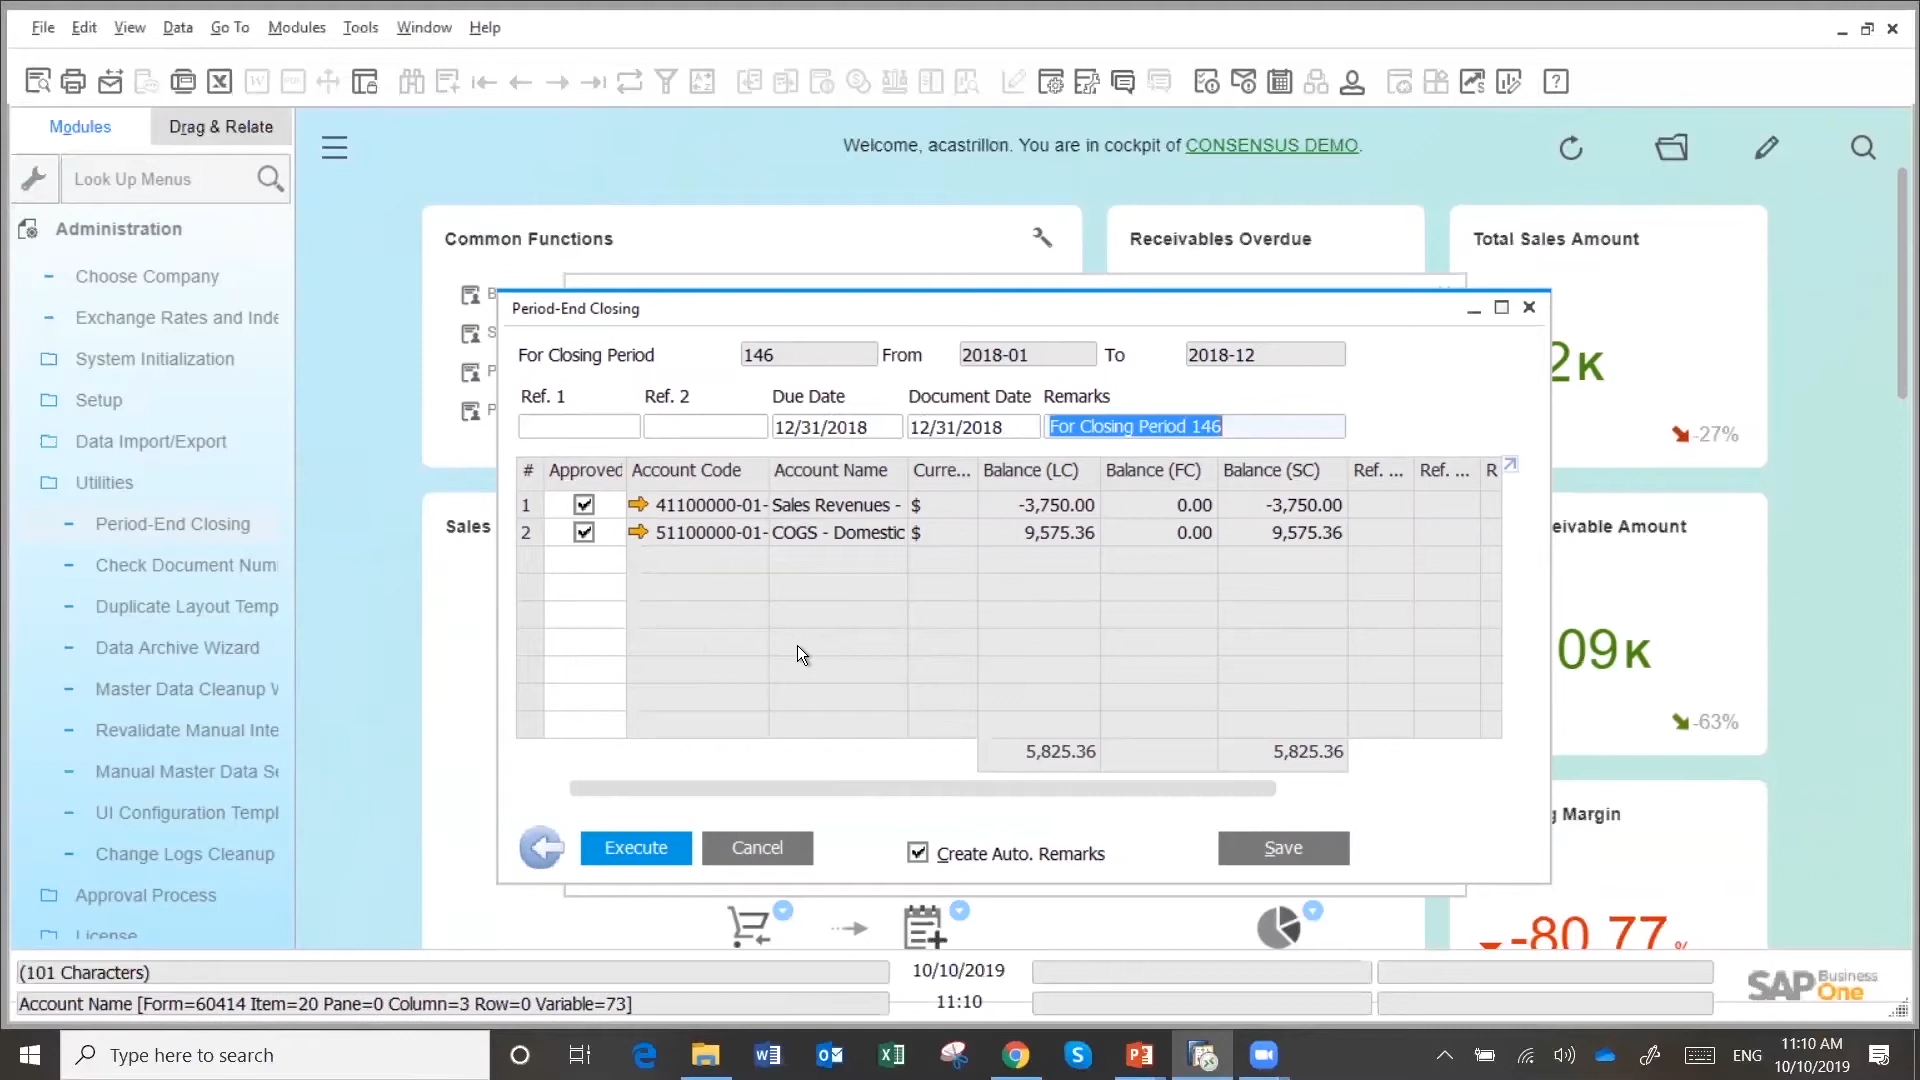 File Edit View Data Go To Modules Tools Window Help
Modules Drag & Relate
Welcome, acastrillon. You are in cockpit of CONSENSUS DEMO.
Look Up Menus
Administration
Choose Company
Exchange Rates and Inde
System Initialization
Setup
Data Import/Export
Utilities
Period-End Closing
Check Document Num
Duplicate Layout Temp
Data Archive Wizard
Master Data Cleanup W
Revalidate Manual Inte
Manual Master Data Se
UI Configuration Templ
Change Logs Cleanup
Approval Process
License
Common Functions
Receivables Overdue
Total Sales Amount
B
S
P
P
2K
-27%
Sales
eivable Amount
09K
-63%
g Margin
-80.77 %
Period-End Closing
For Closing Period 146 From 2018-01 To 2018-12
Ref. 1 Ref. 2 Due Date Document Date Remarks
12/31/2018 12/31/2018 For Closing Period 146
# Approved Account Code Account Name Curre... Balance (LC) Balance (FC) Balance (SC) Ref. ... Ref. ... R
1 41100000-01- Sales Revenues - $ -3,750.00 0.00 -3,750.00
2 51100000-01- COGS - Domestic $ 9,575.36 0.00 9,575.36
5,825.36 5,825.36
Execute Cancel Create Auto. Remarks Save
(101 Characters) 10/10/2019
Account Name [Form=60414 Item=20 Pane=0 Column=3 Row=0 Variable=73] 11:10
SAP Business One
Type here to search
ENG 11:10 AM
10/10/2019